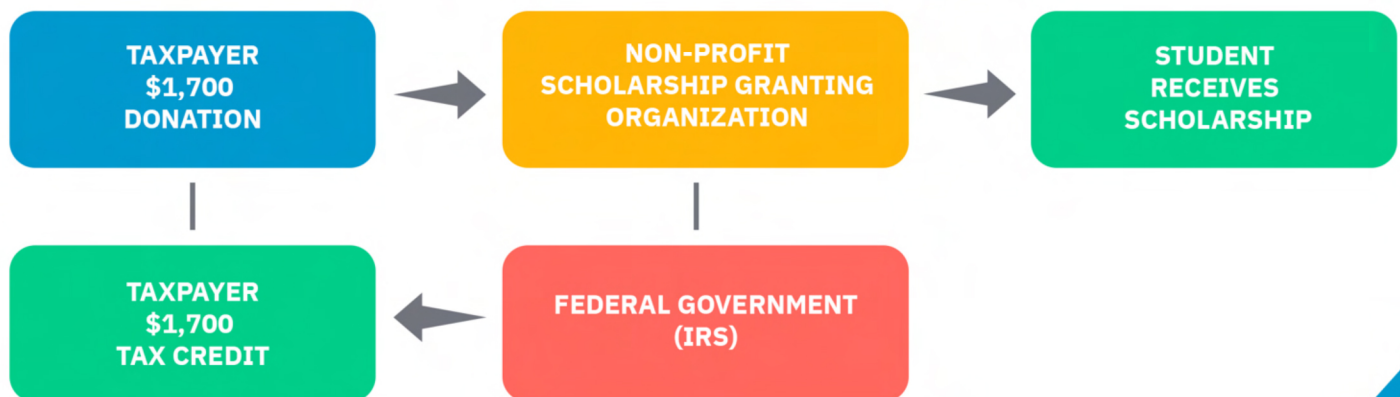 TAXPAYER
$1,700
DONATION
NON-PROFIT
SCHOLARSHIP GRANTING
ORGANIZATION
STUDENT
RECEIVES
SCHOLARSHIP
TAXPAYER
$1,700
TAX CREDIT
FEDERAL GOVERNMENT
(IRS)